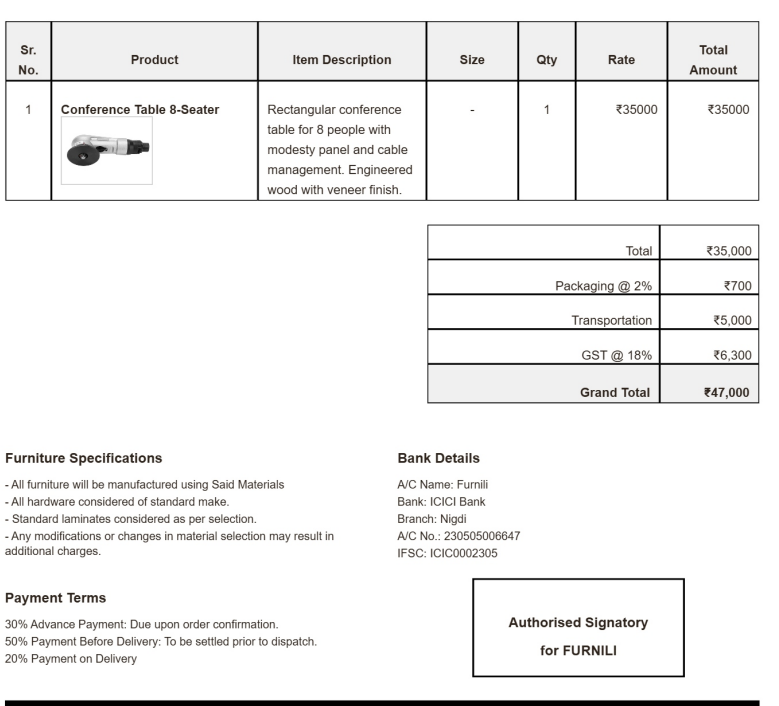 Sr. No. Product Item Description Size Qty Rate Total Amount
1 Conference Table 8-Seater Rectangular conference - 1 ₹35000 ₹35000
table for 8 people with
modesty panel and cable
management. Engineered
wood with veneer finish.
Total ₹35,000
Packaging @ 2% ₹700
Transportation ₹5,000
GST @ 18% ₹6,300
Grand Total ₹47,000
Furniture Specifications
- All furniture will be manufactured using Said Materials
- All hardware considered of standard make.
- Standard laminates considered as per selection.
- Any modifications or changes in material selection may result in
additional charges.
Bank Details
A/C Name: Furnili
Bank: ICICI Bank
Branch: Nigdi
A/C No.: 230505006647
IFSC: ICIC0002305
Payment Terms
30% Advance Payment: Due upon order confirmation.
50% Payment Before Delivery: To be settled prior to dispatch.
20% Payment on Delivery
Authorised Signatory
for FURNILI